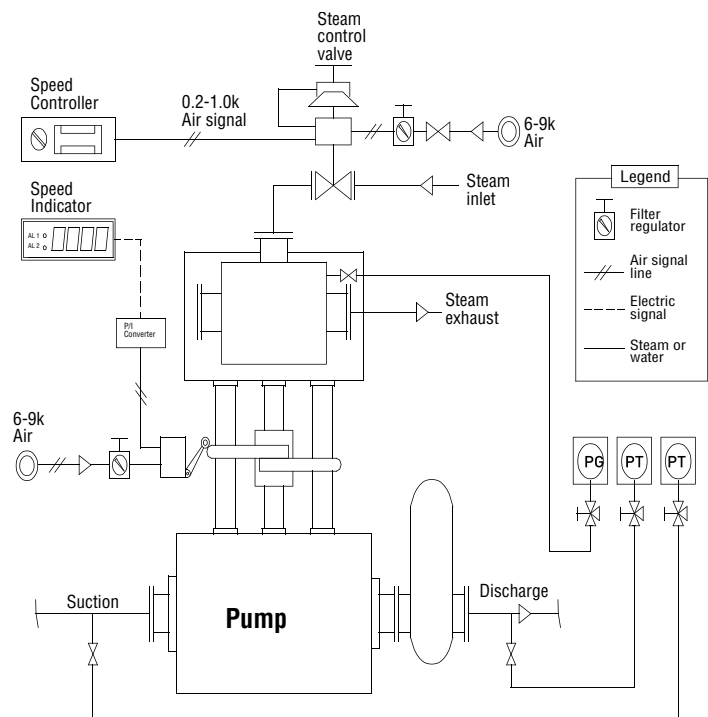 Steam
control
valve
Speed
Controller
0.2-1.0k
Air signal
6-9k
Air
Steam
inlet
Speed
Indicator
AL 1
AL 2
P/I
Converter
Steam
exhaust
Legend
Filter
regulator
Air signal
line
Electric
signal
Steam or
water
6-9k
Air
PG
PT
PT
Suction
Pump
Discharge